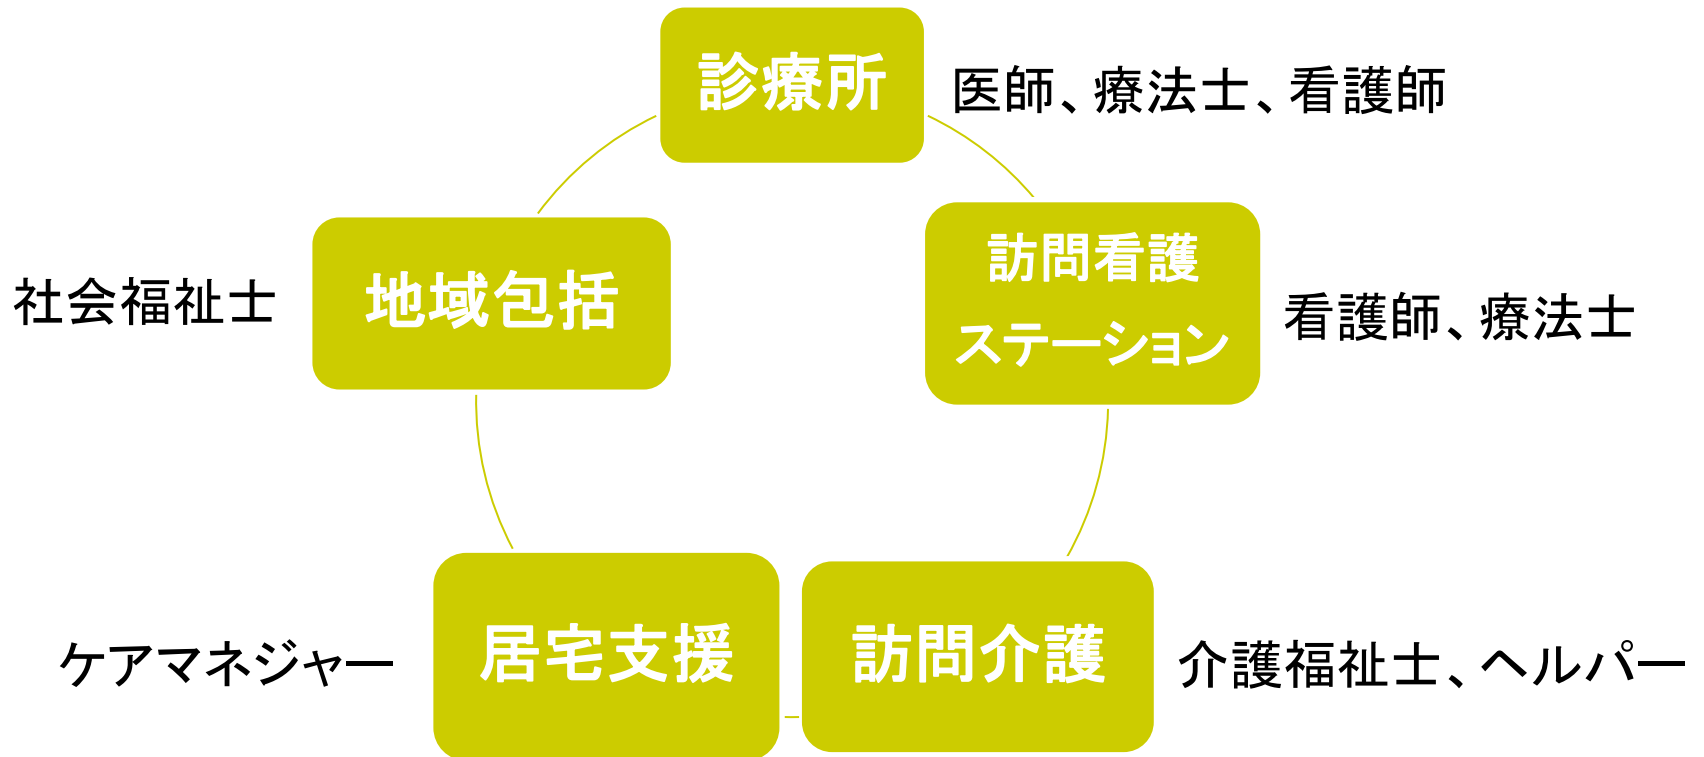 診療所
医師、療法士、看護師
訪問看護
ステーション
看護師、療法士
地域包括
社会福祉士
居宅支援
ケアマネジャー
訪問介護
介護福祉士、ヘルパー